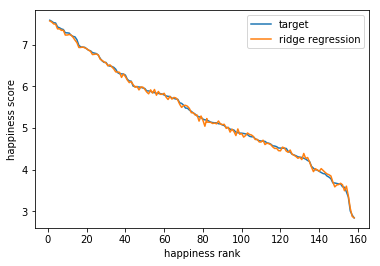 target
ridge regression
7
6
5
4
3
happiness score
0 20 40 60 80 100 120 140 160
happiness rank